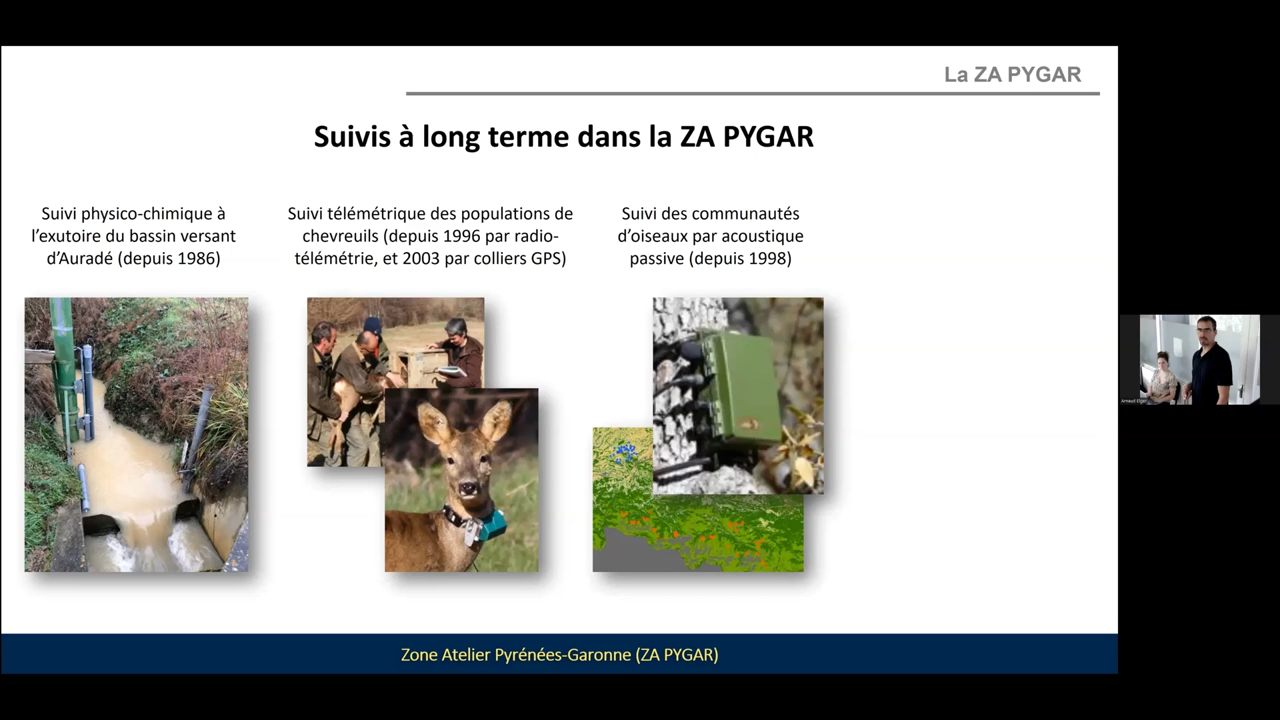 La ZA PYGAR
Suivis à long terme dans la ZA PYGAR
Suivi physico-chimique à
l'exutoire du bassin versant
d'Auradé (depuis 1986)
Suivi télémétrique des populations de
chevreuils (depuis 1996 par radio-
télémétrie, et 2003 par colliers GPS)
Suivi des communautés
d'oiseaux par acoustique
passive (depuis 1998)
Zone Atelier Pyrénées-Garonne (ZA PYGAR)
Arnaud Elger